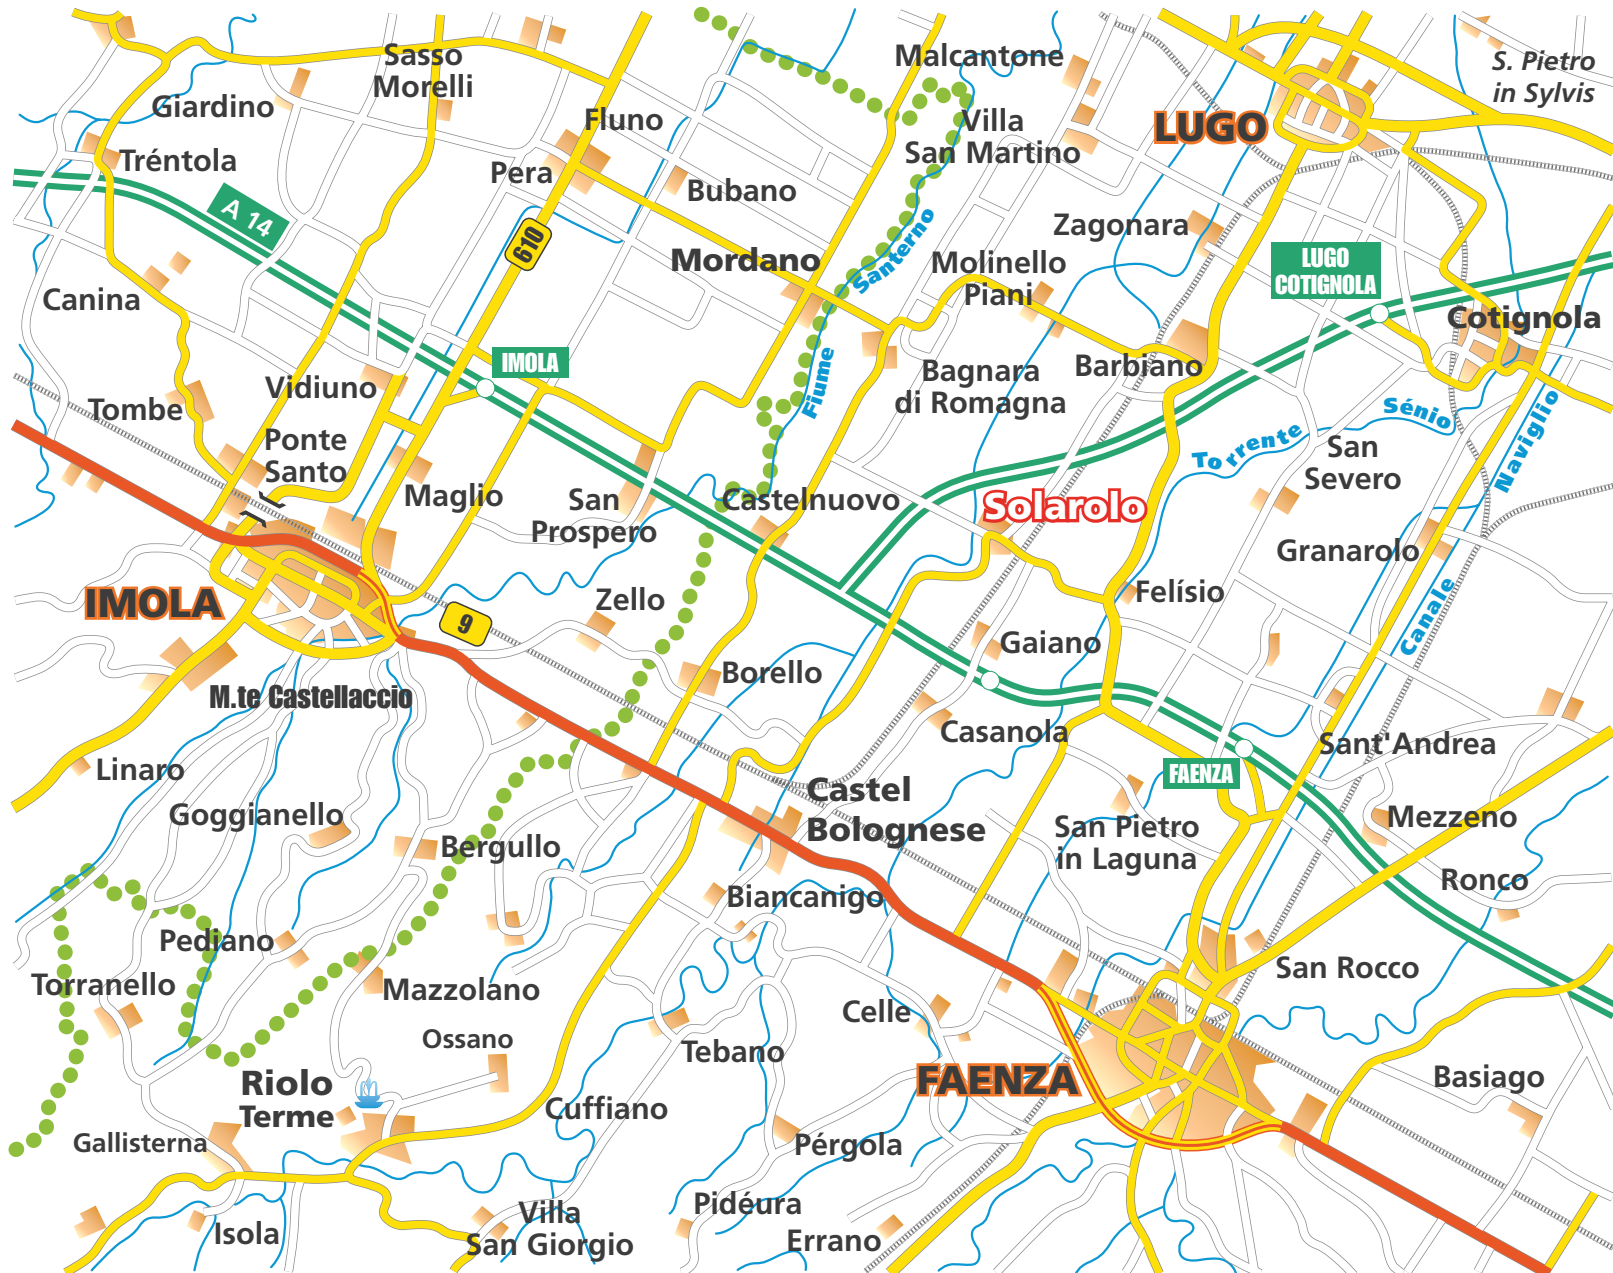 Sasso
Morelli
Malcantone
S. Pietro
in Sylvis
Giardino
Fluno
Villa
San Martino
LUGO
Tréntola
Pera
Bubano
A 14
610
Mordano
Santerno
Zagonara
Molinello
Piani
LUGO
COTIGNOLA
Canina
Cotignola
IMOLA
Vidiuno
Fiume
Bagnara
di Romagna
Barbiano
Tombe
Ponte
Santo
Maglio
San
Prospero
Castelnuovo
Solarolo
Torrente
Sénio
San
Severo
Naviglio
Granarolo
IMOLA
9
Zello
Felísio
Canale
Gaiano
Borello
M.te Castellaccio
Casanola
Sant'Andrea
Linaro
FAENZA
Goggianello
Castel
Bolognese
San Pietro
in Laguna
Mezzeno
Bergullo
Biancanigo
Ronco
Pediano
San Rocco
Torranello
Mazzolano
Celle
Ossano
Tebano
Riolo
Terme
FAENZA
Basiago
Cuffiano
Gallisterna
Pérgola
Pidéura
Isola
Villa
San Giorgio
Errano